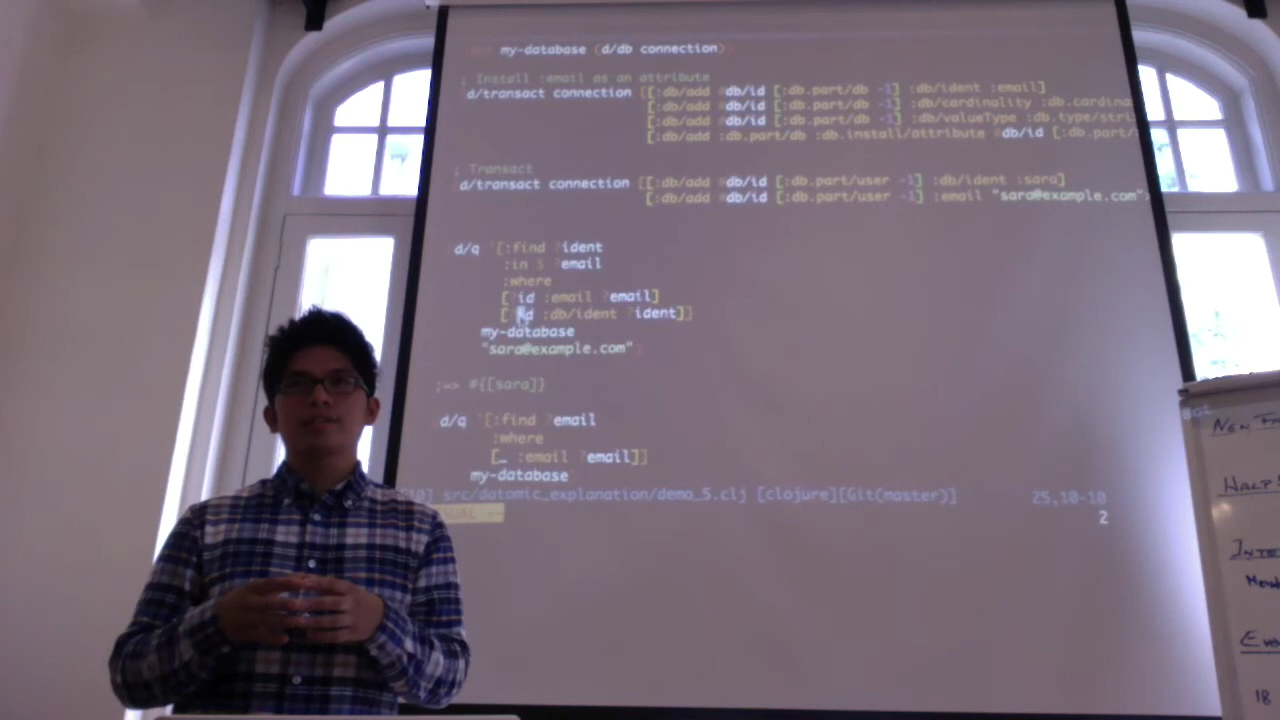 my-database (d/db connection)
; Install :email as an attribute
d/transact connection [[:db/add #db/id [:db.part/db -1] :db/ident :email]
[:db/add #db/id [:db.part/db -1] :db/cardinality :db.cardina
[:db/add #db/id [:db.part/db -1] :db/valueType :db.type/stri
[:db/add :db.part/db :db.install/attribute #db/id [:db.part/
; Transact
d/transact connection [[:db/add #db/id [:db.part/user -1] :db/ident :sara]
[:db/add #db/id [:db.part/user -1] :email "sara@example.com"
d/q '[:find ?ident
:in $ ?email
:where
[?id :email ?email]
[?id :db/ident ?ident]]
my-database
"sara@example.com")
;=> #{[sara]}
d/q '[:find ?email
:where
[_ :email ?email]]
my-database
src/datomic_explanation/demo_5.clj [clojure][Git(master)] 25,10-10
UAL -- 2
New
Help
Inte
Eve
18